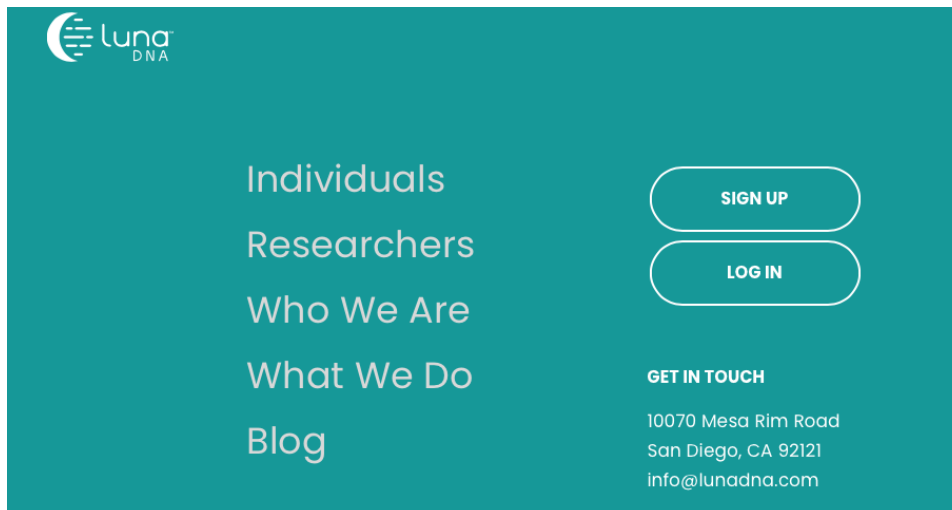 Luna™
DNA
Individuals
Researchers
Who We Are
What We Do
Blog
SIGN UP
LOG IN
GET IN TOUCH
10070 Mesa Rim Road
San Diego, CA 92121
info@lunadna.com